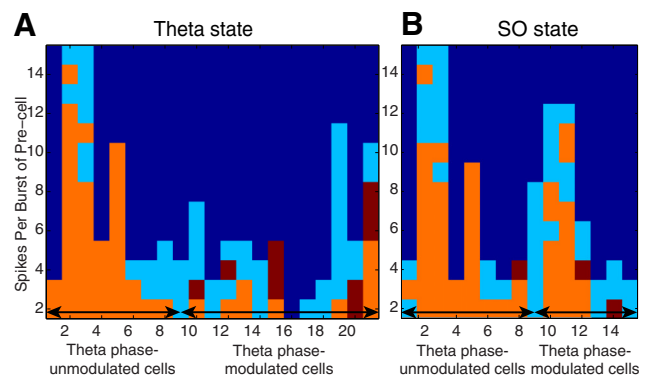 A Theta state B SO state
Spikes Per Burst of Pre-cell
14 14
12 12
10 10
8 8
6 6
4 4
2 2
2 4 6 8 10 12 14 16 18 20 2 4 6 8 10 12 14
Theta phase- Theta phase- Theta phase- Theta phase-
unmodulated cells modulated cells unmodulated cells modulated cells